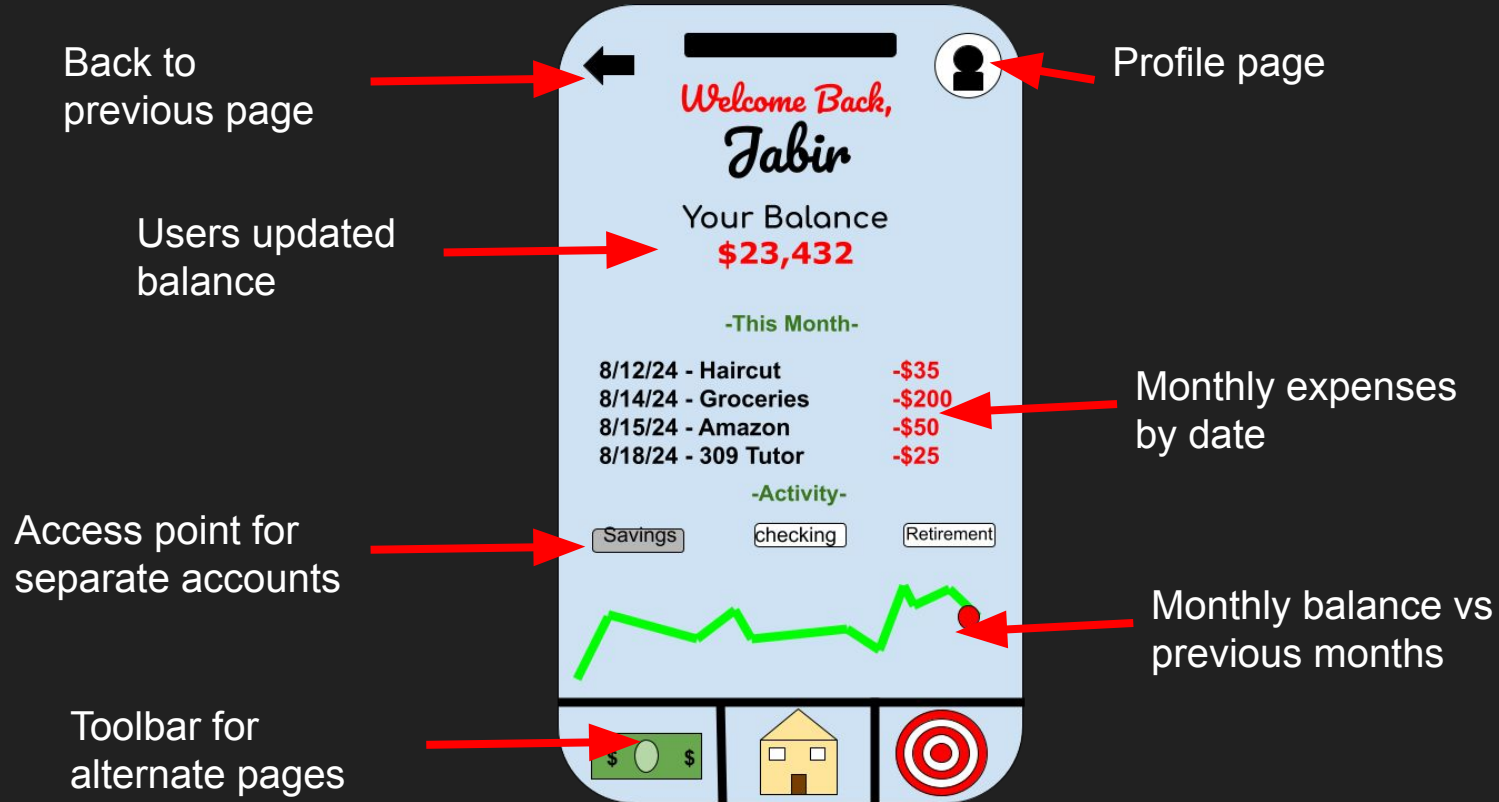 Back to
previous page
Profile page
Welcome Back,
Jabir
Users updated
balance
Your Balance
$23,432
-This Month-
8/12/24 - Haircut -$35
8/14/24 - Groceries -$200
8/15/24 - Amazon -$50
8/18/24 - 309 Tutor -$25
Monthly expenses
by date
-Activity-
Access point for
separate accounts
Savings checking Retirement
Monthly balance vs
previous months
Toolbar for
alternate pages
$ $